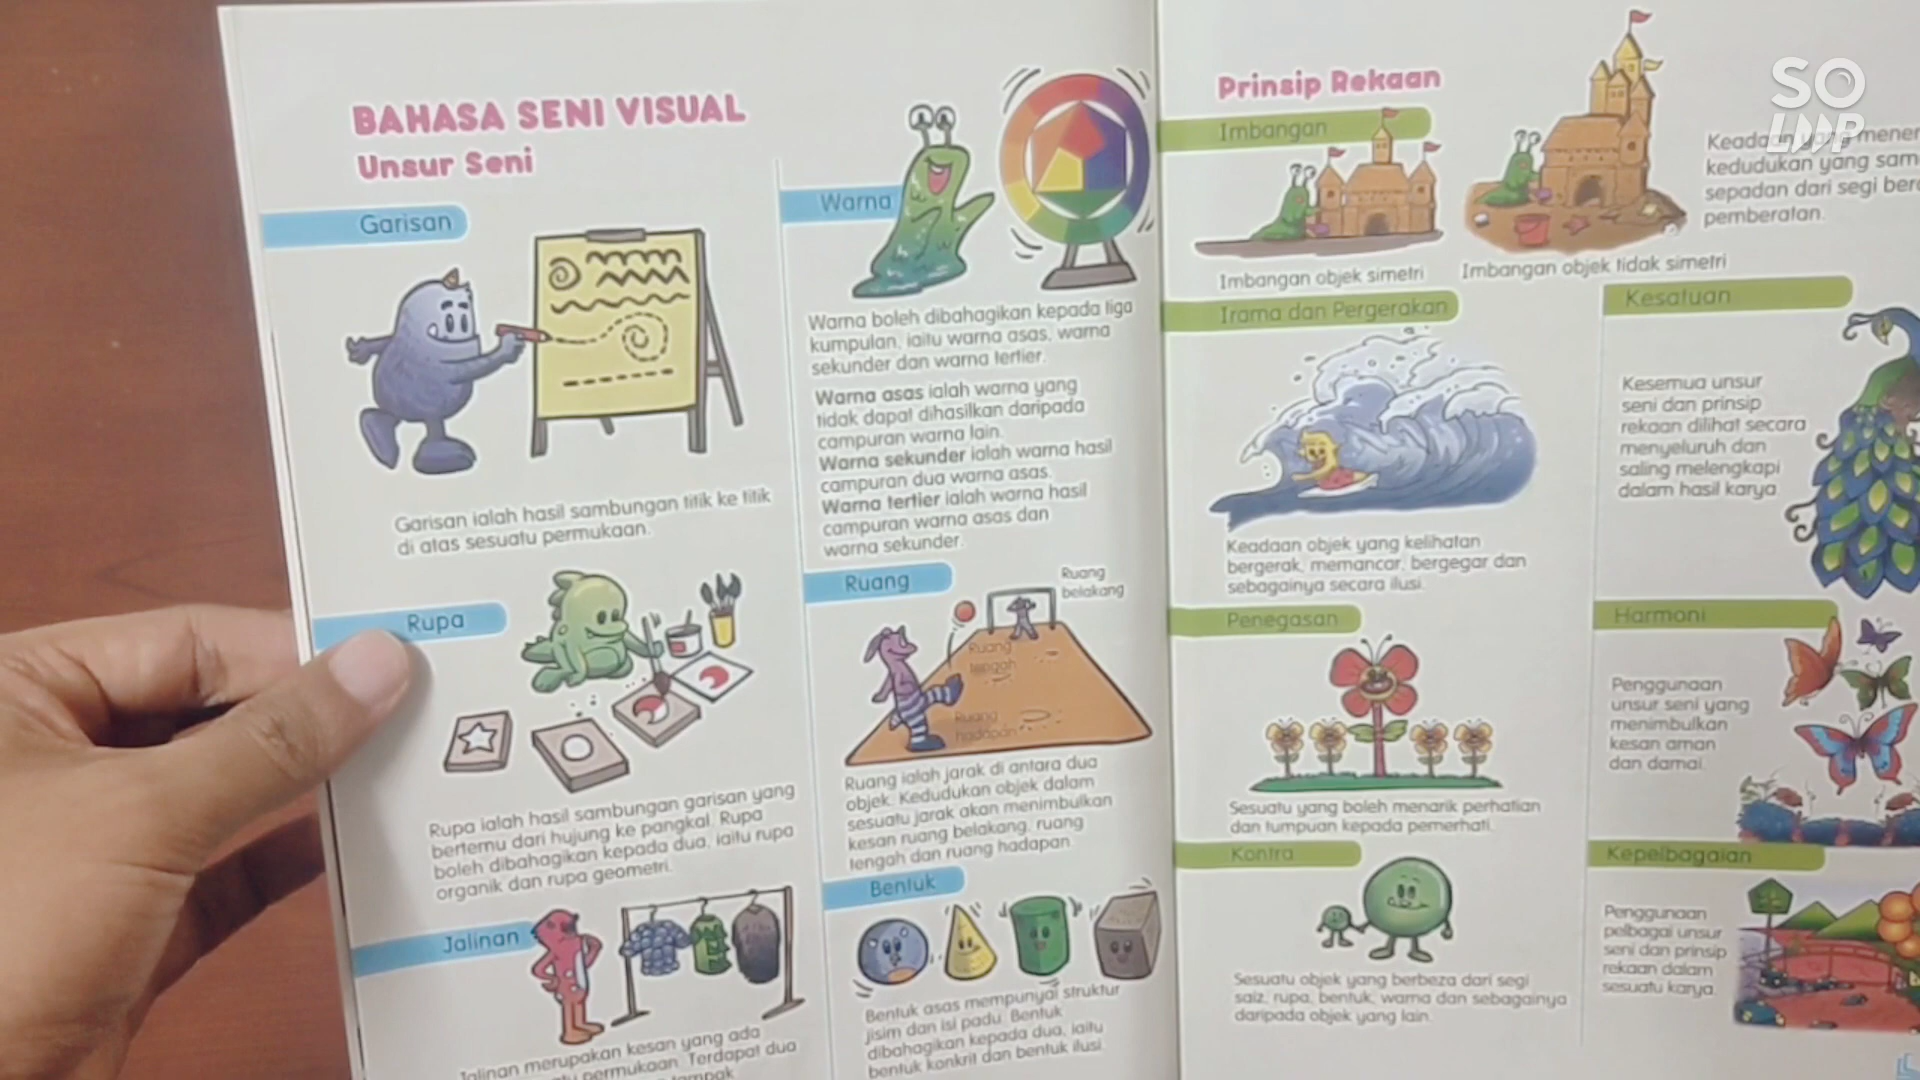 BAHASA SENI VISUAL
Unsur Seni
Garisan
Garisan ialah hasil sambungan titik ke titik
di atas sesuatu permukaan.
Rupa
Rupa ialah hasil sambungan garisan yang
bertemu dari hujung ke pangkal. Rupa
boleh dibahagikan kepada dua, iaitu rupa
organik dan rupa geometri.
Jalinan
Jalinan merupakan kesan yang ada
permukaan. Terdapat dua
Warna
Warna boleh dibahagikan kepada tiga
kumpulan, iaitu warna asas, warna
sekunder dan warna tertier.
Warna asas ialah warna yang
tidak dapat dihasilkan daripada
campuran warna lain.
Warna sekunder ialah warna hasil
campuran dua warna asas.
Warna tertier ialah warna hasil
campuran warna asas dan
warna sekunder.
Ruang
Ruang
belakang
Ruang
tengah
Ruang
hadapan
Ruang ialah jarak di antara dua
objek. Kedudukan objek dalam
sesuatu jarak akan menimbulkan
kesan ruang belakang, ruang
tengah dan ruang hadapan.
Bentuk
Bentuk asas mempunyai struktur
jisim dan isi padu. Bentuk
dibahagikan kepada dua, iaitu
bentuk konkrit dan bentuk ilusi.
Prinsip Rekaan
Imbangan
Imbangan objek simetri
Imbangan objek tidak simetri
Keadaan yang
kedudukan yang
sepadan dari segi
pemberatan.
Irama dan Pergerakan
Keadaan objek yang kelihatan
bergerak, memancar, bergegar dan
sebagainya secara ilusi.
Penegasan
Sesuatu yang boleh menarik perhatian
dan tumpuan kepada pemerhati.
Kontra
Sesuatu objek yang berbeza dari segi
saiz, rupa, bentuk, warna dan sebagainya
daripada objek yang lain.
Kesatuan
Kesemua unsur
seni dan prinsip
rekaan dilihat secara
menyeluruh dan
saling melengkapi
dalam hasil karya.
Harmoni
Penggunaan
unsur seni yang
menimbulkan
kesan aman
dan damai.
Kepelbagaian
Penggunaan
pelbagai unsur
seni dan prinsip
rekaan dalam
sesuatu karya.